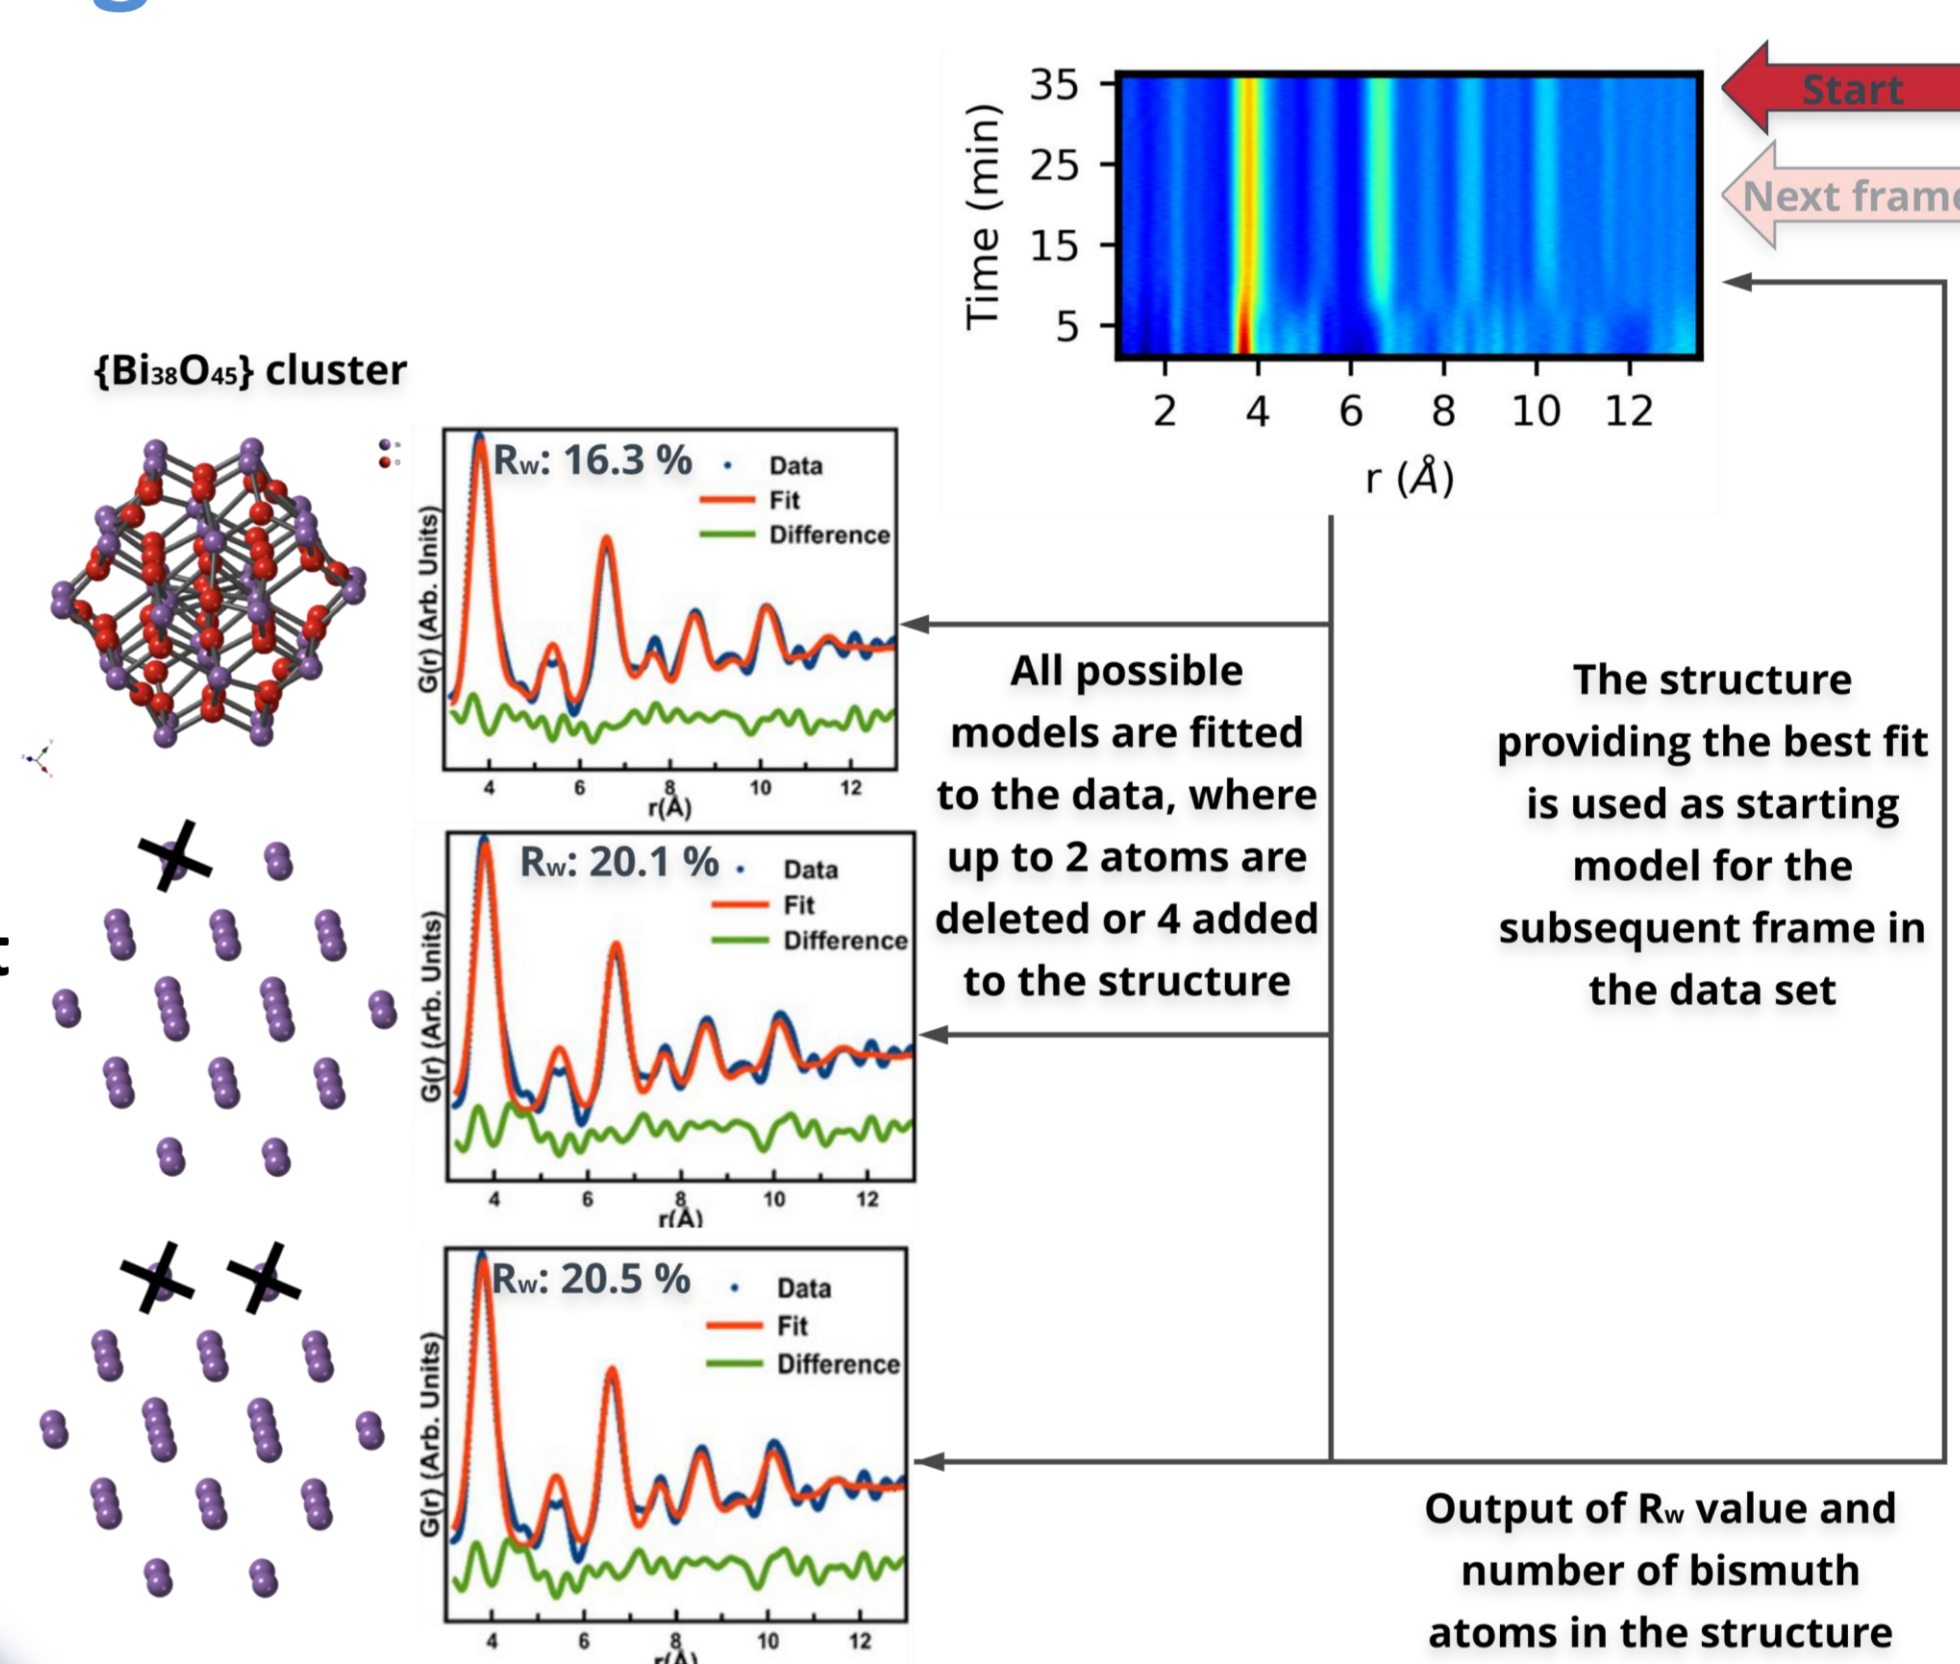 35
25
15
5
Time (min)
2 4 6 8 10 12
r (Å)
Start
Next frame
{Bi38O45} cluster
Rw: 16.3 %
Data
Fit
Difference
G(r) (Arb. Units)
4 6 8 10 12
r(Å)
Rw: 20.1 %
Data
Fit
Difference
G(r) (Arb. Units)
4 6 8 10 12
r(Å)
Rw: 20.5 %
Data
Fit
Difference
G(r) (Arb. Units)
4 6 8 10 12
r(Å)
All possible
models are fitted
to the data, where
up to 2 atoms are
deleted or 4 added
to the structure
The structure
providing the best fit
is used as starting
model for the
subsequent frame in
the data set
Output of Rw value and
number of bismuth
atoms in the structure